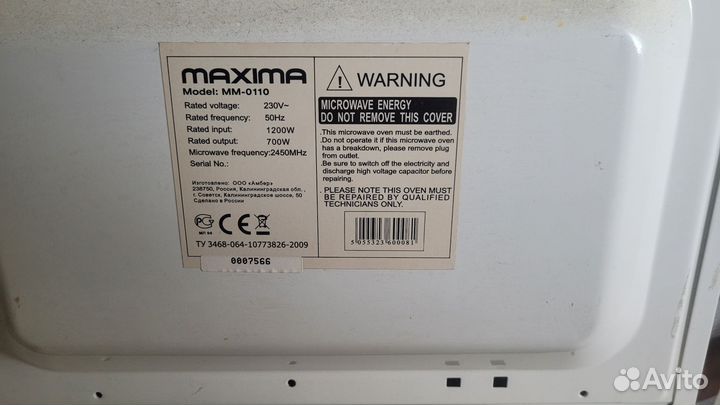 MAXIMA
Model: MM-0110
Rated voltage: 230V~
Rated frequency: 50Hz
Rated input: 1200W
Rated output: 700W
Microwave frequency:2450MHz
Serial No.:
Изготовлено: ООО «Амбер»
238750, Россия, Калининградская обл.,
г. Советск, Калининградское шоссе, 50
Сделано в России
CE
ТУ 3468-064-10773826-2009
0007566
WARNING
MICROWAVE ENERGY
DO NOT REMOVE THIS COVER
.This microwave oven must be earthed.
.Do not operate it if this microwave oven
has a breakdown, please remove plug
from outlet.
.Be sure to switch off the electricity and
discharge high voltage capacitor before
repairing.
. PLEASE NOTE THIS OVEN MUST
BE REPAIRED BY QUALIFIED
TECHNICIANS ONLY.
5 055323 600081
Avito